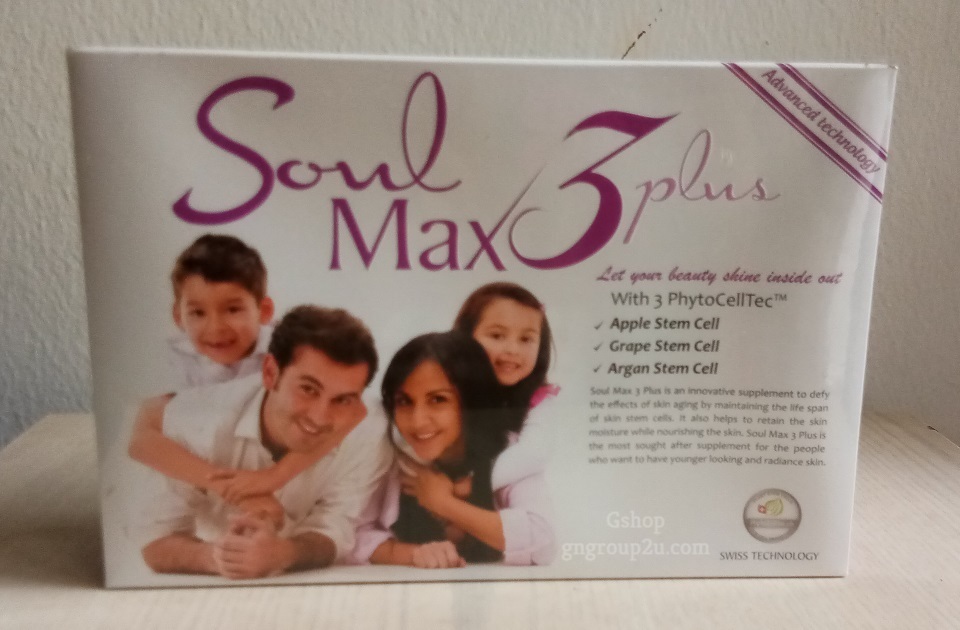 Advanced technology
Soul
Max 3 plus
Let your beauty shine inside out
With 3 PhytoCellTec™
✓ Apple Stem Cell
✓ Grape Stem Cell
✓ Argan Stem Cell
Soul Max 3 Plus is an innovative supplement to defy
the effects of skin aging by maintaining the life span
of skin stem cells. It also helps to retain the skin
moisture while nourishing the skin. Soul Max 3 Plus is
the most sought after supplement for the people
who want to have younger looking and radiance skin.
Gshop
gngroup2u.com
SWISS TECHNOLOGY